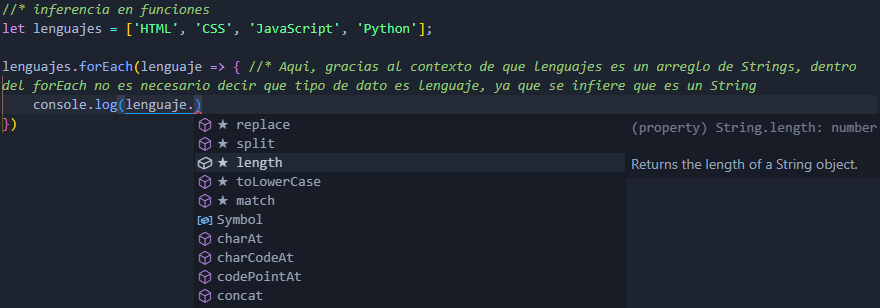 //* inferencia en funciones
let lenguajes = ['HTML', 'CSS', 'JavaScript', 'Python'];
lenguajes.forEach(lenguaje => { //* Aqui, gracias al contexto de que lenguajes es un arreglo de Strings, dentro
del forEach no es necesario decir que tipo de dato es lenguaje, ya que se infiere que es un String
console.log(lenguaje.)
})
★ replace
★ split
★ length
★ toLowerCase
★ match
Symbol
charAt
charCodeAt
codePointAt
concat
(property) String.length: number
Returns the length of a String object.